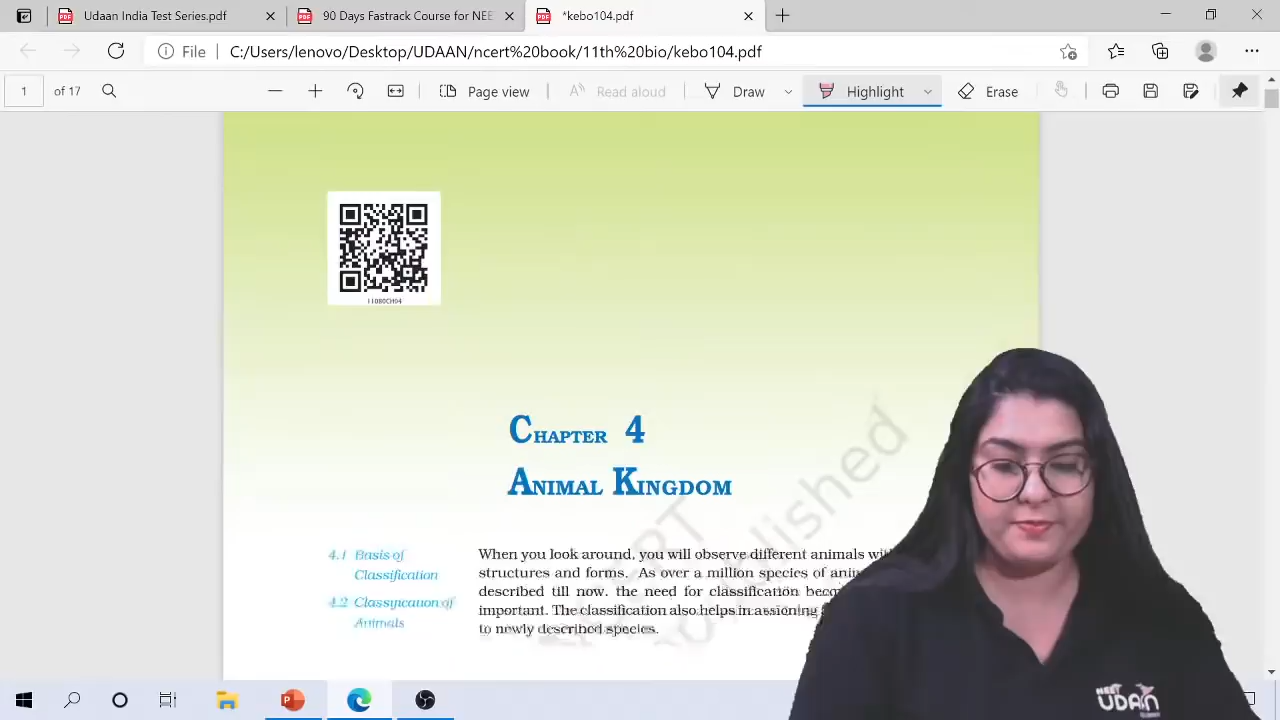 Udaan India Test Series.pdf
90 Days Fastrack Course for NEE
*kebo104.pdf
File
C:/Users/lenovo/Desktop/UDAAN/ncert%20book/11th%20bio/kebo104.pdf
1 of 17
Page view
Read aloud
Draw
Highlight
Erase
11080CH04
CHAPTER 4
ANIMAL KINGDOM
4.1 Basis of
Classification
4.2 Classification of
Animals
When you look around, you will observe different animals with
structures and forms. As over a million species of
described till now, the need for classification
important. The classification also helps in assigning
to newly described species.
NEET
UDAAN